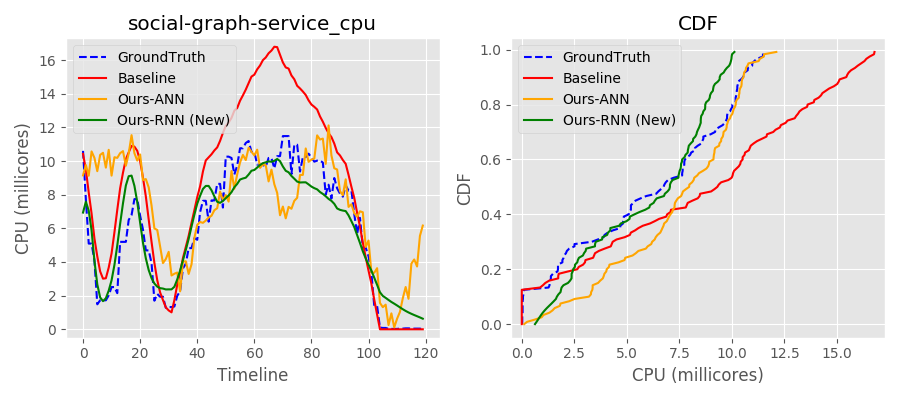 social-graph-service_cpu
CPU (millicores)
16
14
12
10
8
6
4
2
0
GroundTruth
Baseline
Ours-ANN
Ours-RNN (New)
0
20
40
60
80
100
120
Timeline
CDF
CDF
1.0
0.8
0.6
0.4
0.2
0.0
GroundTruth
Baseline
Ours-ANN
Ours-RNN (New)
0.0
2.5
5.0
7.5
10.0
12.5
15.0
CPU (millicores)